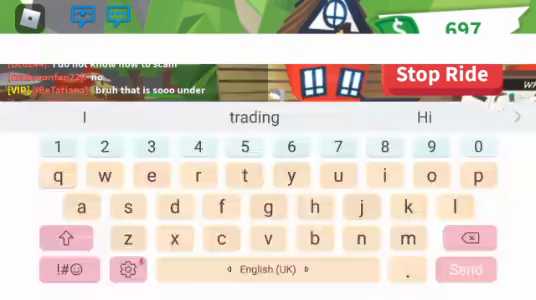 697
I do not know how to scam
no
Stop Ride
[VIP] bruh that is sooo under
I trading Hi
1 2 3 4 5 6 7 8 9 0
q w e r t y u i o p
a s d f g h j k l
z x c v b n m
!#☺ English (UK) . Send